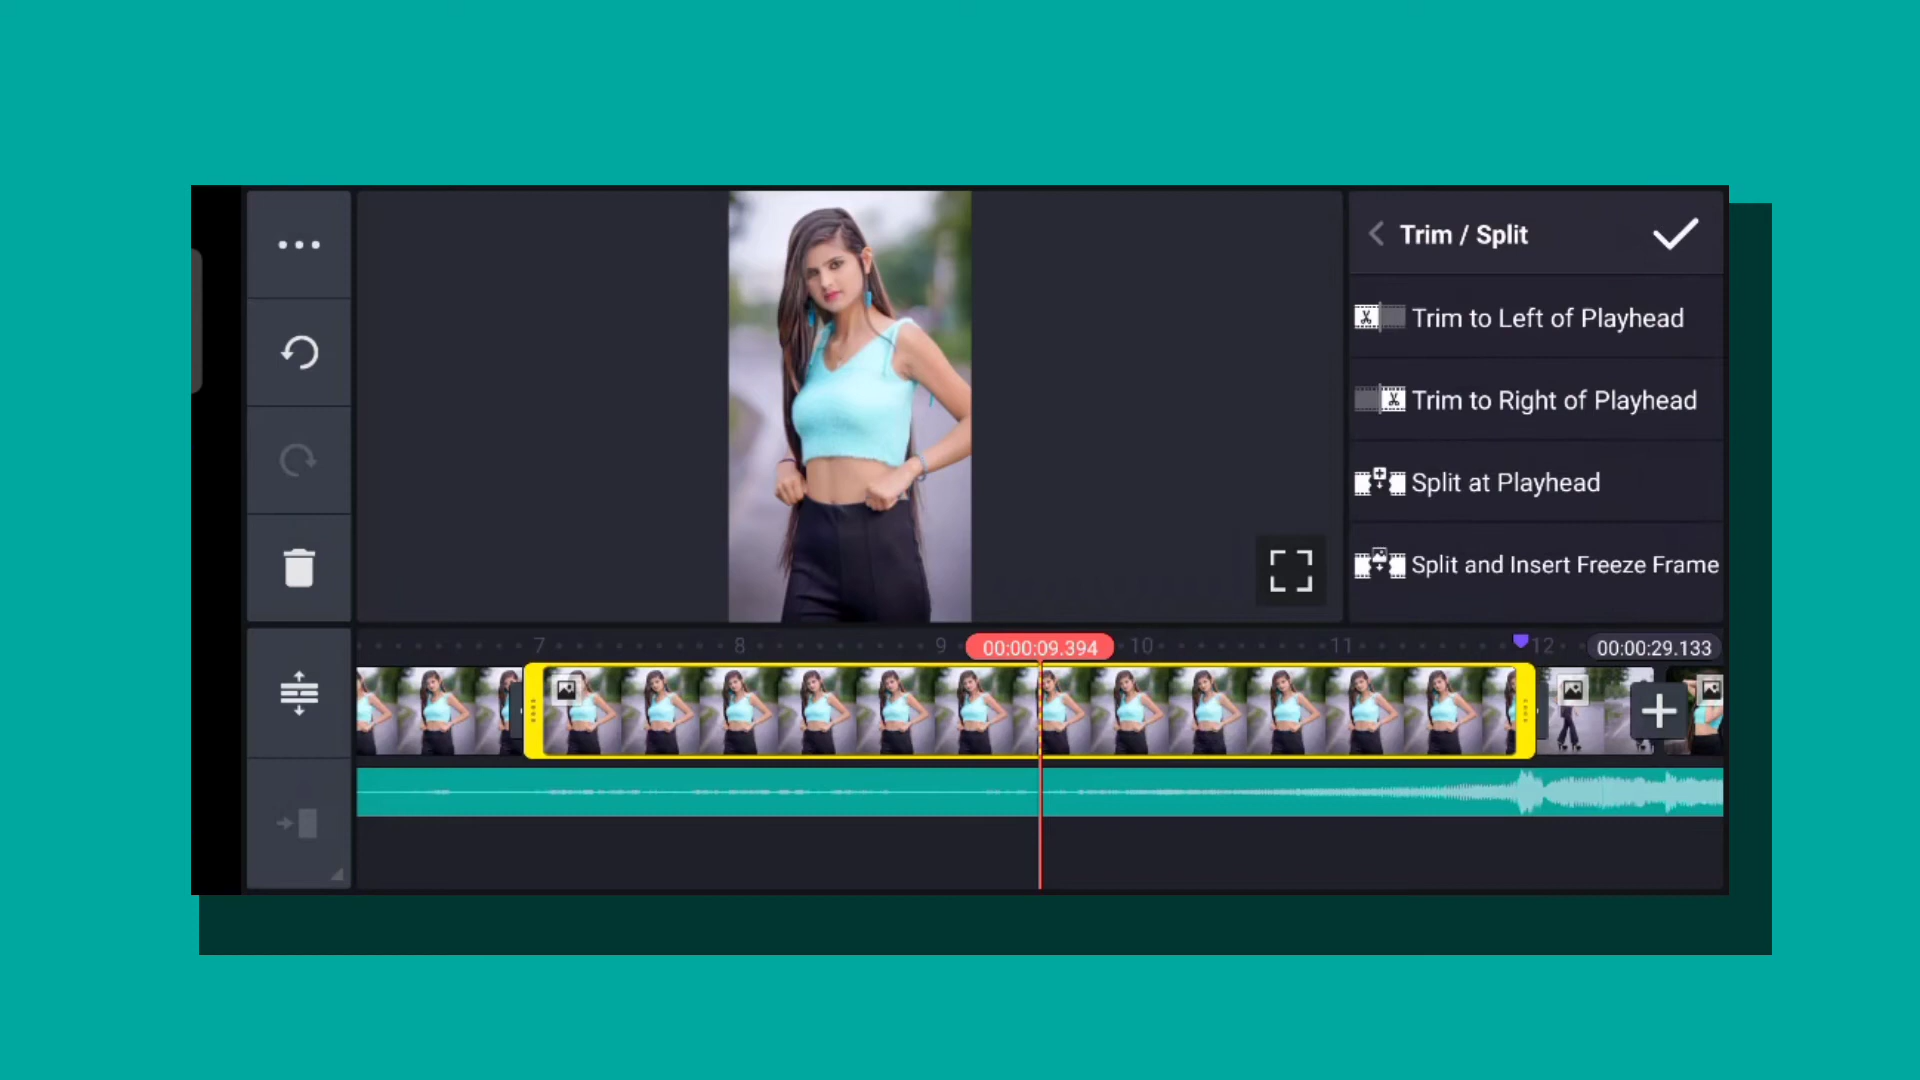 Trim / Split
Trim to Left of Playhead
Trim to Right of Playhead
Split at Playhead
Split and Insert Freeze Frame
7 8 9 00:00:09.394 10 11 12 00:00:29.133